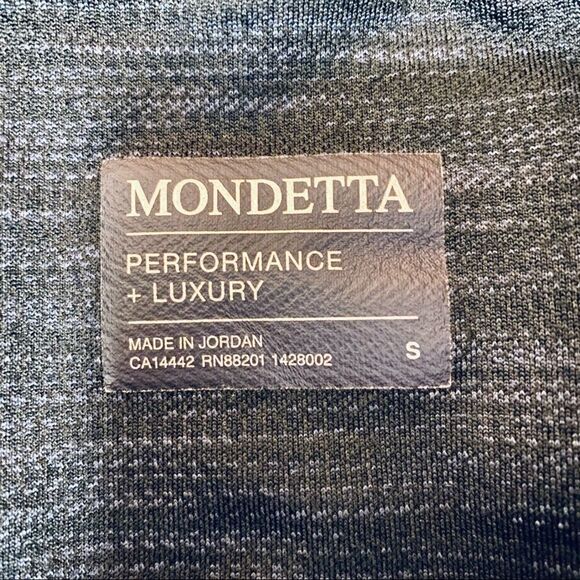 MONDETTA
PERFORMANCE
+ LUXURY
MADE IN JORDAN
CA14442 RN88201 1428002 S